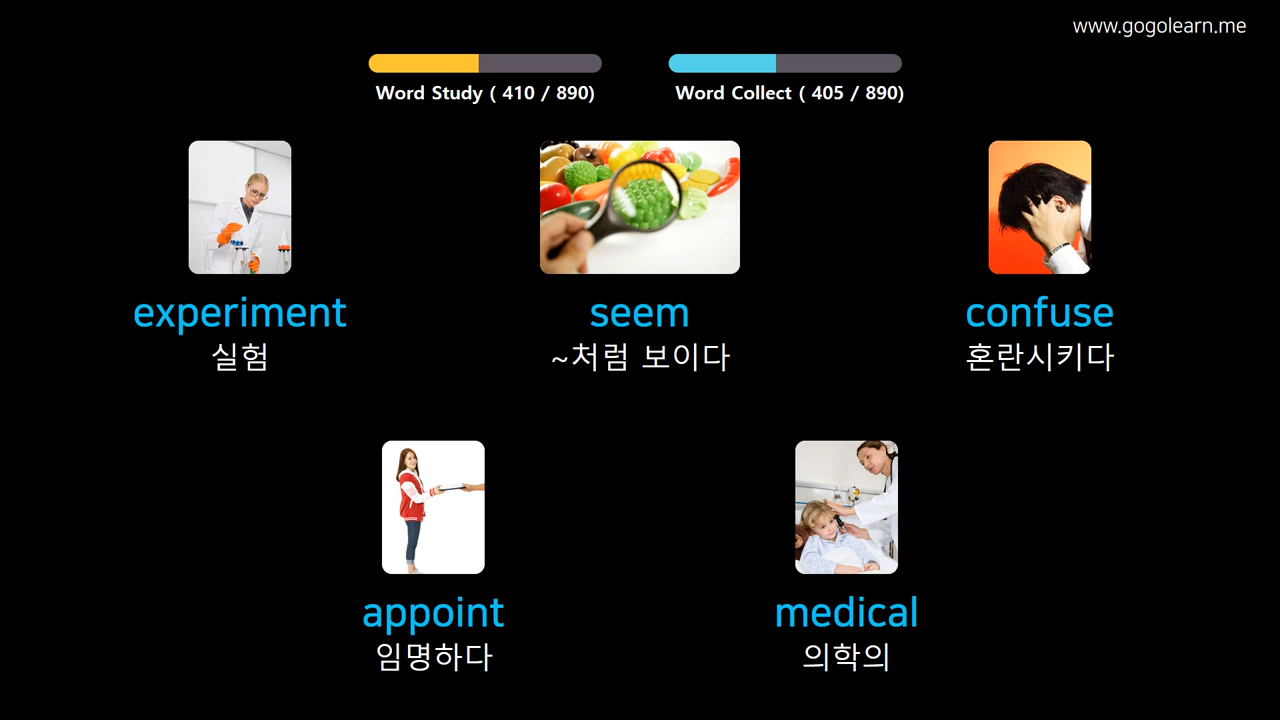 www.gogolearn.me
Word Study ( 410 / 890)
Word Collect ( 405 / 890)
experiment
실험
seem
~처럼 보이다
confuse
혼란시키다
appoint
임명하다
medical
의학의